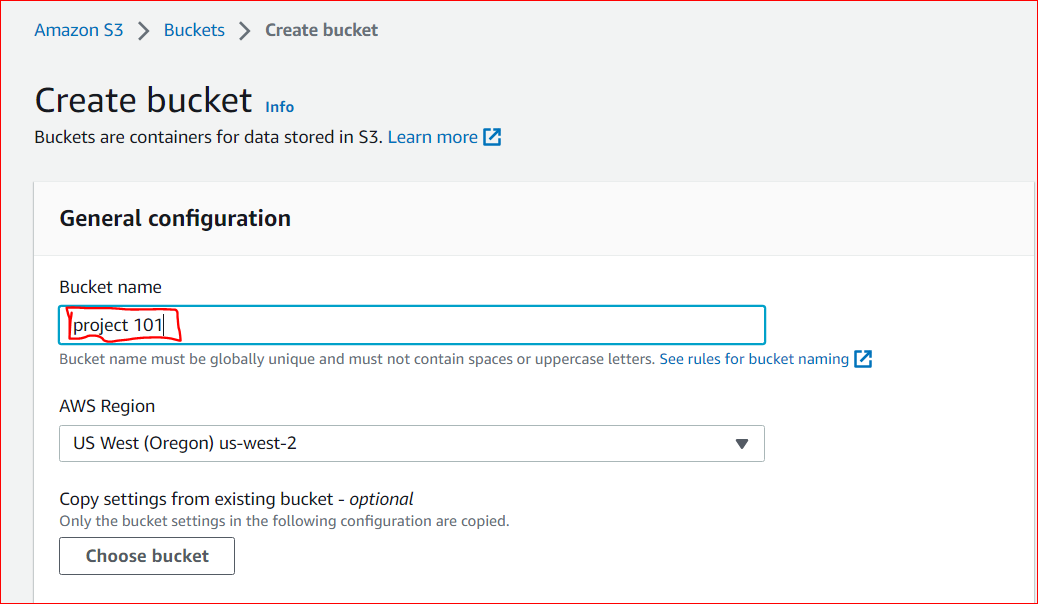 Amazon S3 > Buckets > Create bucket
Create bucket Info
Buckets are containers for data stored in S3. Learn more
General configuration
Bucket name
project 101
Bucket name must be globally unique and must not contain spaces or uppercase letters. See rules for bucket naming
AWS Region
US West (Oregon) us-west-2
Copy settings from existing bucket - optional
Only the bucket settings in the following configuration are copied.
Choose bucket